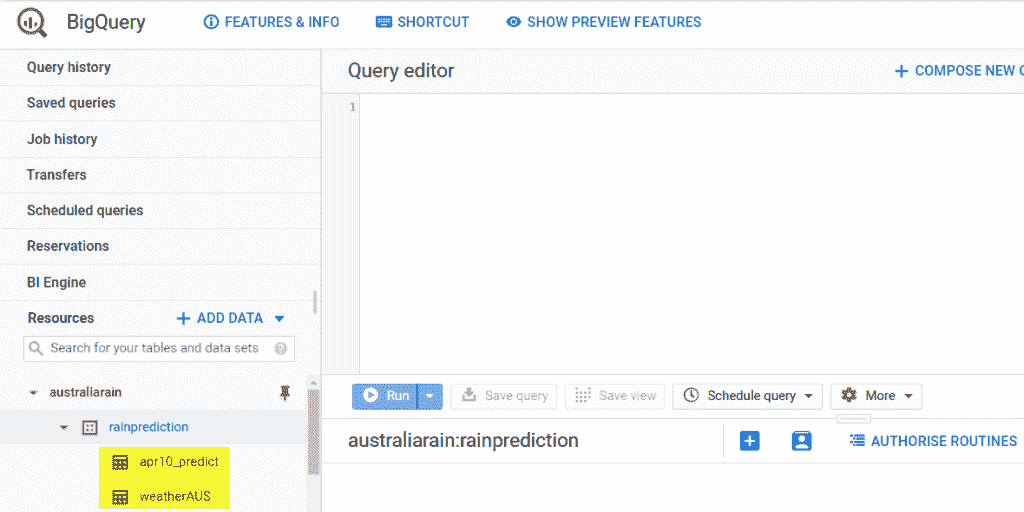 BigQuery
FEATURES & INFO
SHORTCUT
SHOW PREVIEW FEATURES
Query history
Saved queries
Job history
Transfers
Scheduled queries
Reservations
BI Engine
Resources
ADD DATA
Search for your tables and data sets
australiarain
rainprediction
apr10_predict
weatherAUS
Query editor
COMPOSE NEW
1
Run
Save query
Save view
Schedule query
More
australiarain:rainprediction
AUTHORISE ROUTINES